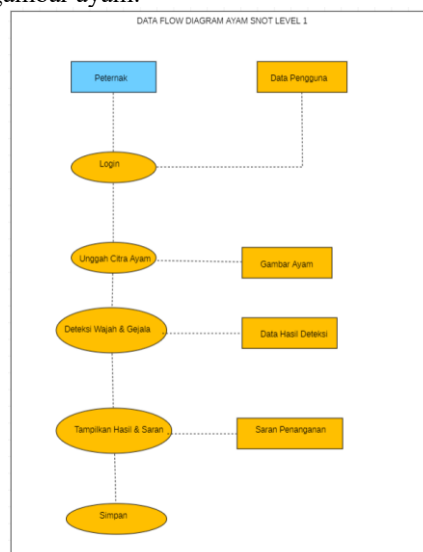 gambar ayam.
DATA FLOW DIAGRAM AYAM SNOT LEVEL 1
Peternak
Data Pengguna
Login
Unggah Citra Ayam
Gambar Ayam
Deteksi Wajah & Gejala
Data Hasil Deteksi
Tampilkan Hasil & Saran
Saran Penanganan
Simpan